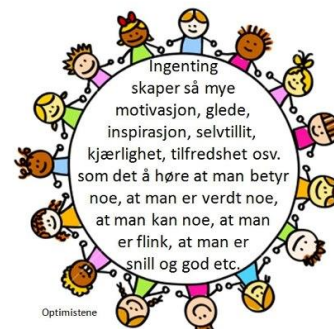 Ingenting
skaper så mye
motivasjon, glede,
inspirasjon, selvtillit,
kjærlighet, tilfredshet osv.
som det å høre at man betyr
noe, at man er verdt noe,
at man kan noe, at man
er flink, at man er
snill og god etc.
Optimistene